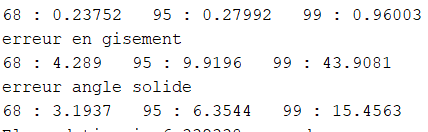 68 : 0.23752 95 : 0.27992 99 : 0.96003
erreur en gisement
68 : 4.289 95 : 9.9196 99 : 43.9081
erreur angle solide
68 : 3.1937 95 : 6.3544 99 : 15.4563